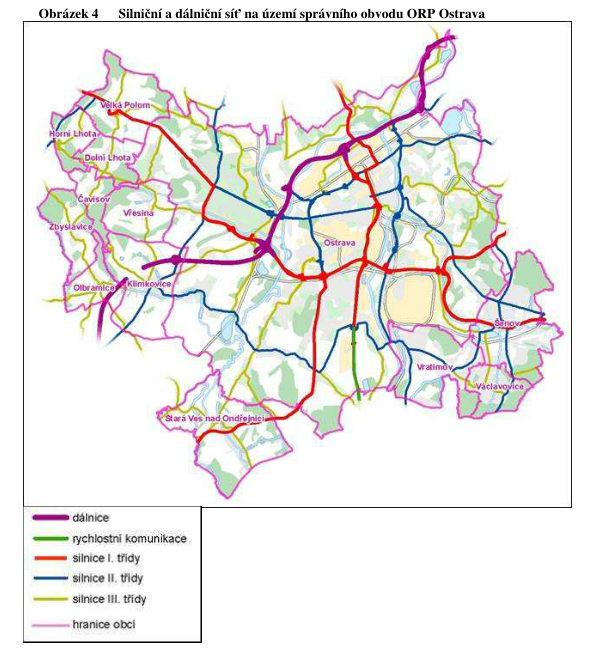 Obrázek 4 Silniční a dálniční síť na území správního obvodu ORP Ostrava
Velká Polom
Horní Lhota
Dolní Lhota
Čavisov
Vřesina
Zbyslavice
Ostrava
Olbramice
Klimkovice
Šenov
Vratimov
Václavovice
Stará Ves nad Ondřejnicí
dálnice
rychlostní komunikace
silnice I. třídy
silnice II. třídy
silnice III. třídy
hranice obcí